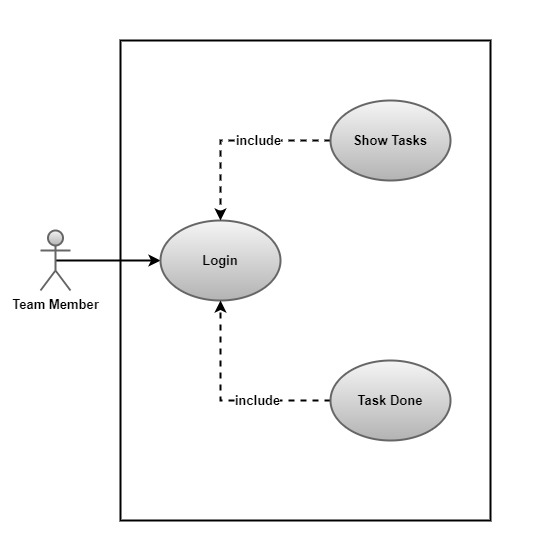 Show Tasks
include
Login
Team Member
include
Task Done